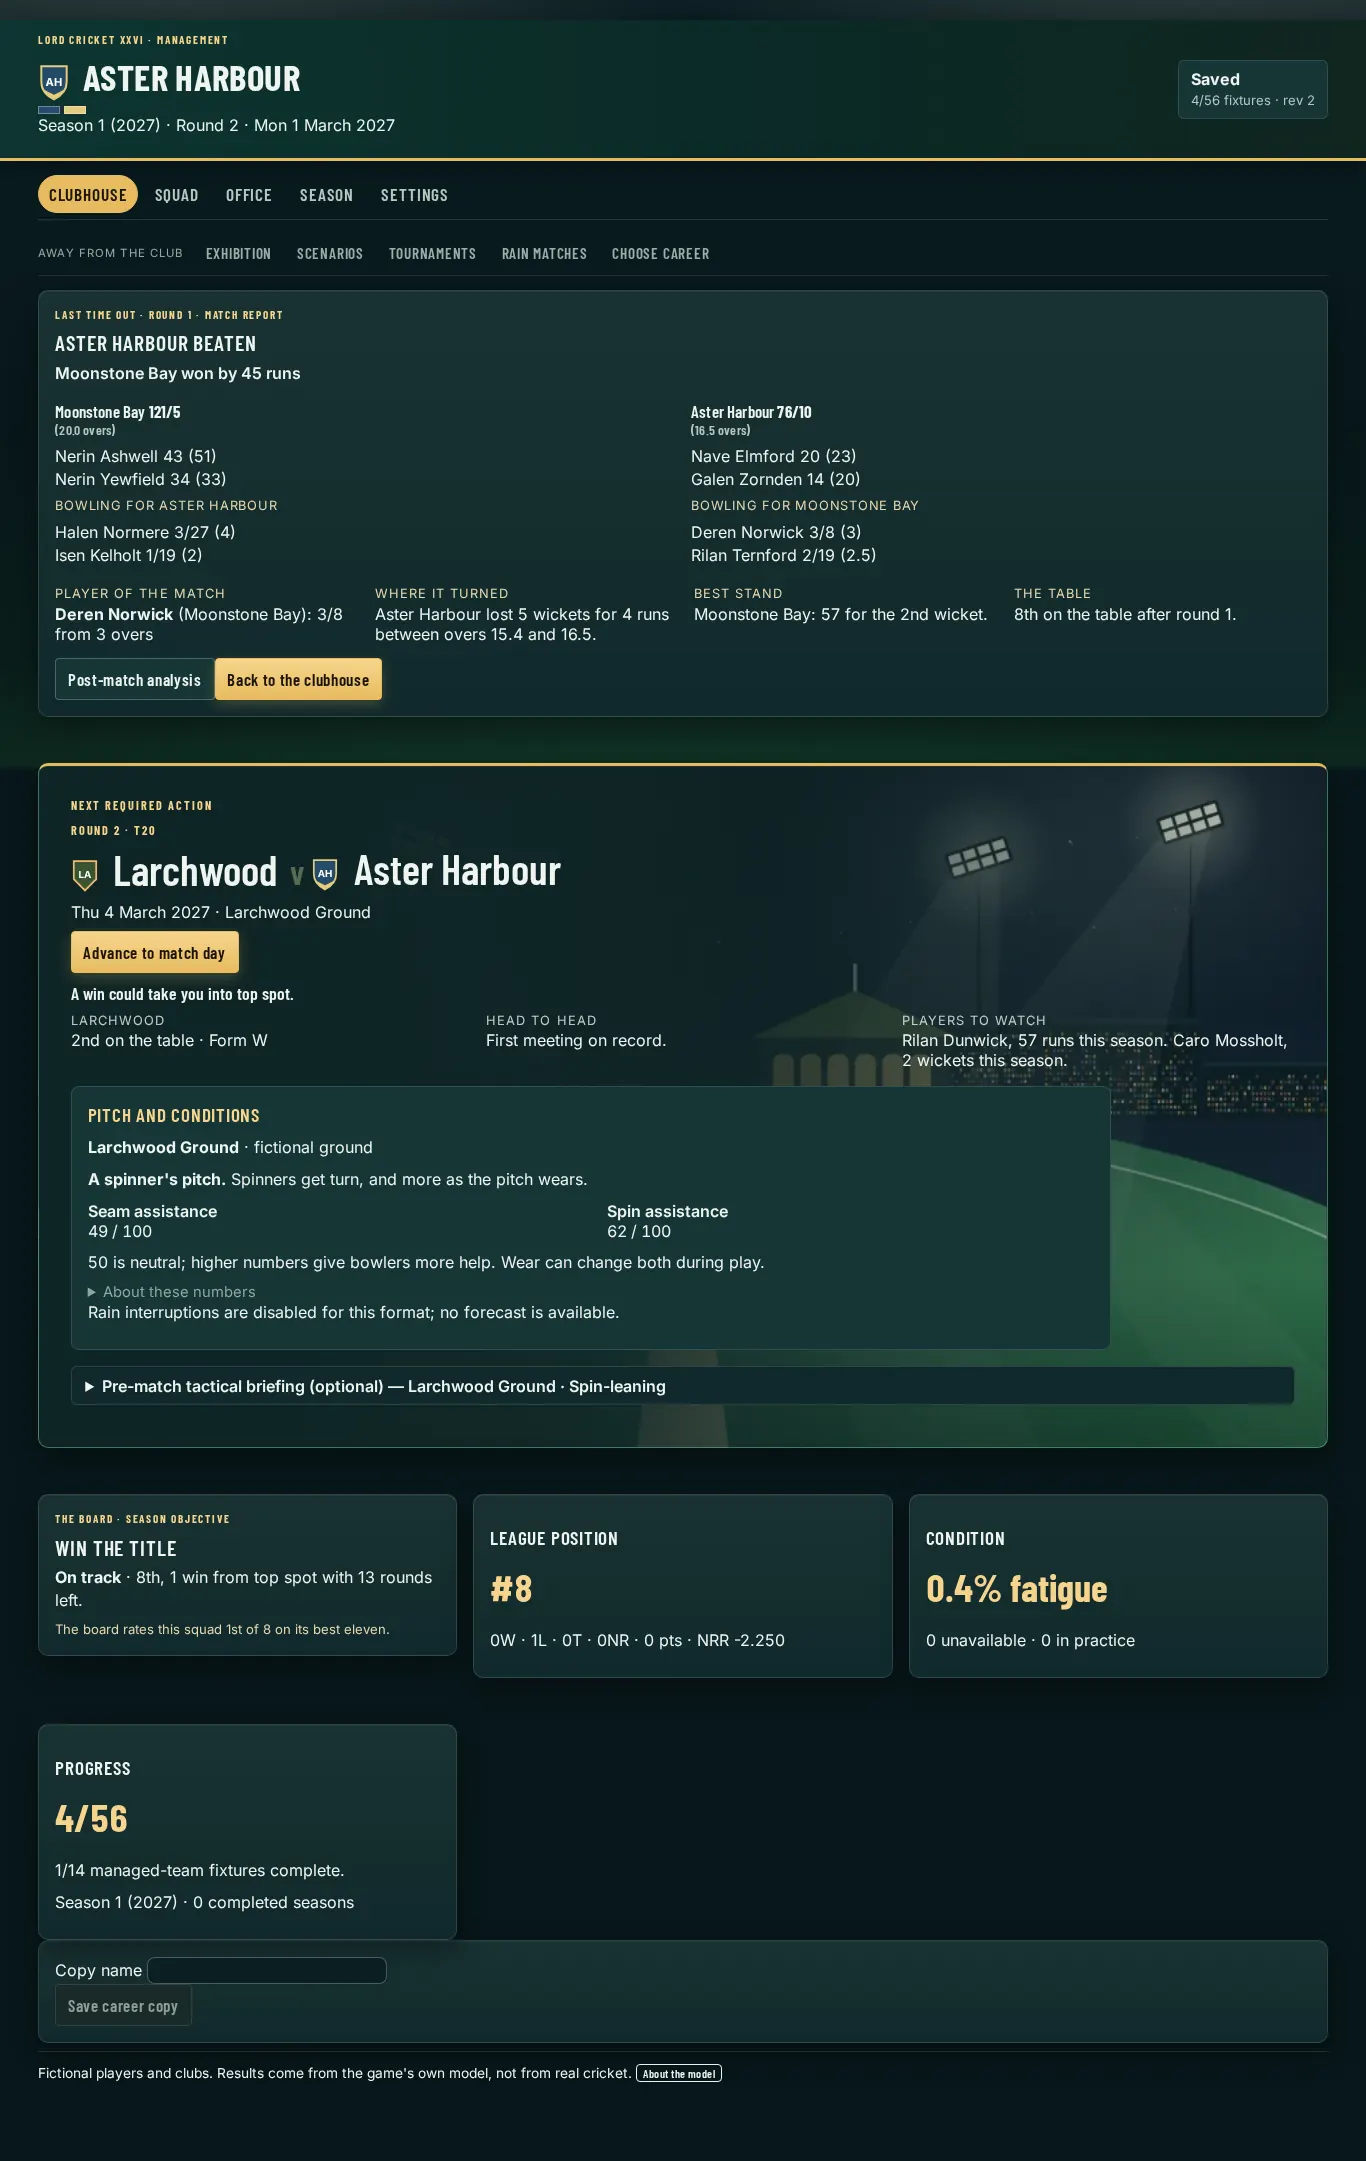 LORD CRICKET XXVI · MANAGEMENT
AH ASTER HARBOUR
Season 1 (2027) · Round 2 · Mon 1 March 2027
Saved
4/56 fixtures · rev 2
CLUBHOUSE SQUAD OFFICE SEASON SETTINGS
AWAY FROM THE CLUB EXHIBITION SCENARIOS TOURNAMENTS RAIN MATCHES CHOOSE CAREER
LAST TIME OUT · ROUND 1 · MATCH REPORT
ASTER HARBOUR BEATEN
Moonstone Bay won by 45 runs
Moonstone Bay 121/5
(20.0 overs)
Nerin Ashwell 43 (51)
Nerin Yewfield 34 (33)
BOWLING FOR ASTER HARBOUR
Halen Normere 3/27 (4)
Isen Kelholt 1/19 (2)
Aster Harbour 76/10
(16.5 overs)
Nave Elmford 20 (23)
Galen Zornden 14 (20)
BOWLING FOR MOONSTONE BAY
Deren Norwick 3/8 (3)
Rilan Ternford 2/19 (2.5)
PLAYER OF THE MATCH
Deren Norwick (Moonstone Bay): 3/8
from 3 overs
WHERE IT TURNED
Aster Harbour lost 5 wickets for 4 runs
between overs 15.4 and 16.5.
BEST STAND
Moonstone Bay: 57 for the 2nd wicket.
THE TABLE
8th on the table after round 1.
Post-match analysis Back to the clubhouse
NEXT REQUIRED ACTION
ROUND 2 · T20
LA Larchwood v AH Aster Harbour
Thu 4 March 2027 · Larchwood Ground
Advance to match day
A win could take you into top spot.
LARCHWOOD
2nd on the table · Form W
HEAD TO HEAD
First meeting on record.
PLAYERS TO WATCH
Rilan Dunwick, 57 runs this season. Caro Mossholt,
2 wickets this season.
PITCH AND CONDITIONS
Larchwood Ground · fictional ground
A spinner's pitch. Spinners get turn, and more as the pitch wears.
Seam assistance
49 / 100
Spin assistance
62 / 100
50 is neutral; higher numbers give bowlers more help. Wear can change both during play.
▶ About these numbers
Rain interruptions are disabled for this format; no forecast is available.
▶ Pre-match tactical briefing (optional) — Larchwood Ground · Spin-leaning
THE BOARD · SEASON OBJECTIVE
WIN THE TITLE
On track · 8th, 1 win from top spot with 13 rounds
left.
The board rates this squad 1st of 8 on its best eleven.
LEAGUE POSITION
#8
0W · 1L · 0T · 0NR · 0 pts · NRR -2.250
CONDITION
0.4% fatigue
0 unavailable · 0 in practice
PROGRESS
4/56
1/14 managed-team fixtures complete.
Season 1 (2027) · 0 completed seasons
Copy name
Save career copy
Fictional players and clubs. Results come from the game's own model, not from real cricket. About the model